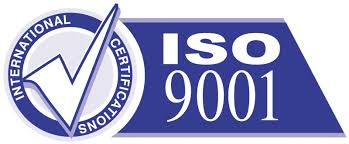 INTERNATIONAL
CERTIFICATIONS
ISO
9001